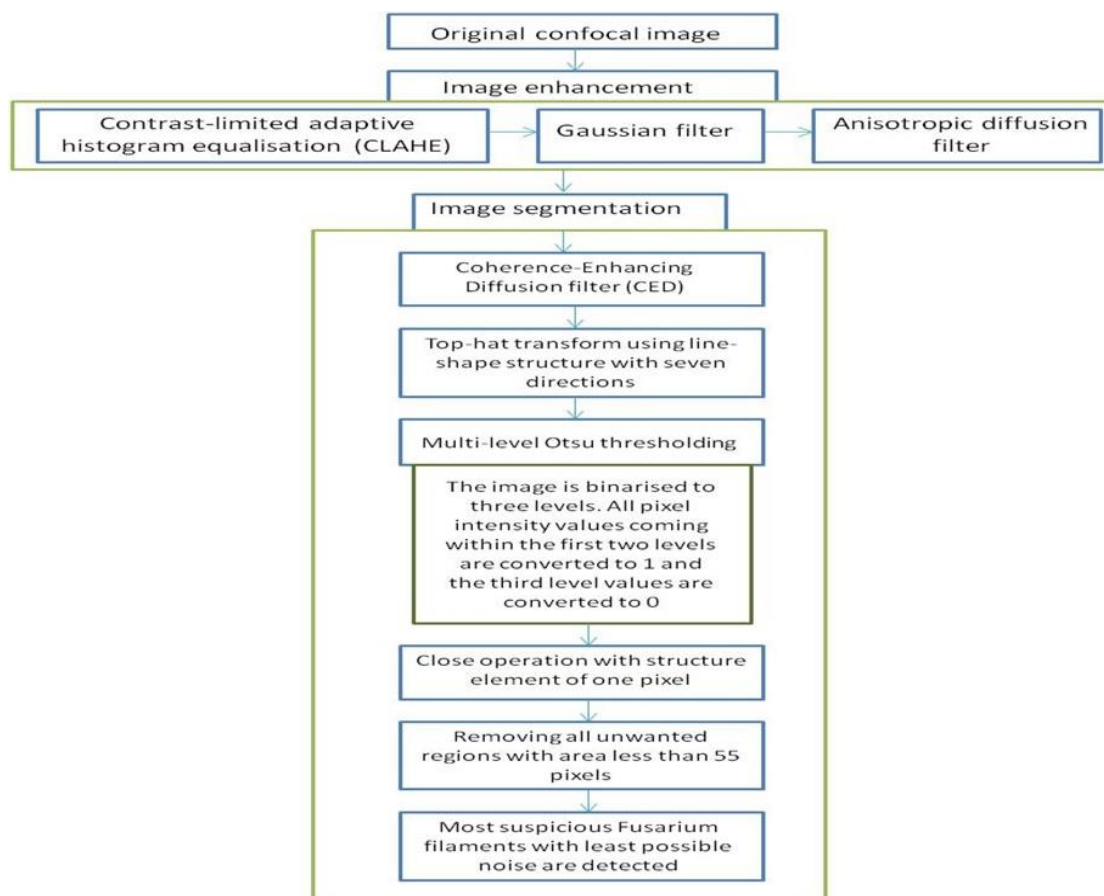 Original confocal image
Image enhancement
Contrast-limited adaptive
histogram equalisation (CLAHE)
Gaussian filter
Anisotropic diffusion
filter
Image segmentation
Coherence-Enhancing
Diffusion filter (CED)
Top-hat transform using line-
shape structure with seven
directions
Multi-level Otsu thresholding
The image is binarised to
three levels. All pixel
intensity values coming
within the first two levels
are converted to 1 and
the third level values are
converted to 0
Close operation with structure
element of one pixel
Removing all unwanted
regions with area less than 55
pixels
Most suspicious Fusarium
filaments with least possible
noise are detected